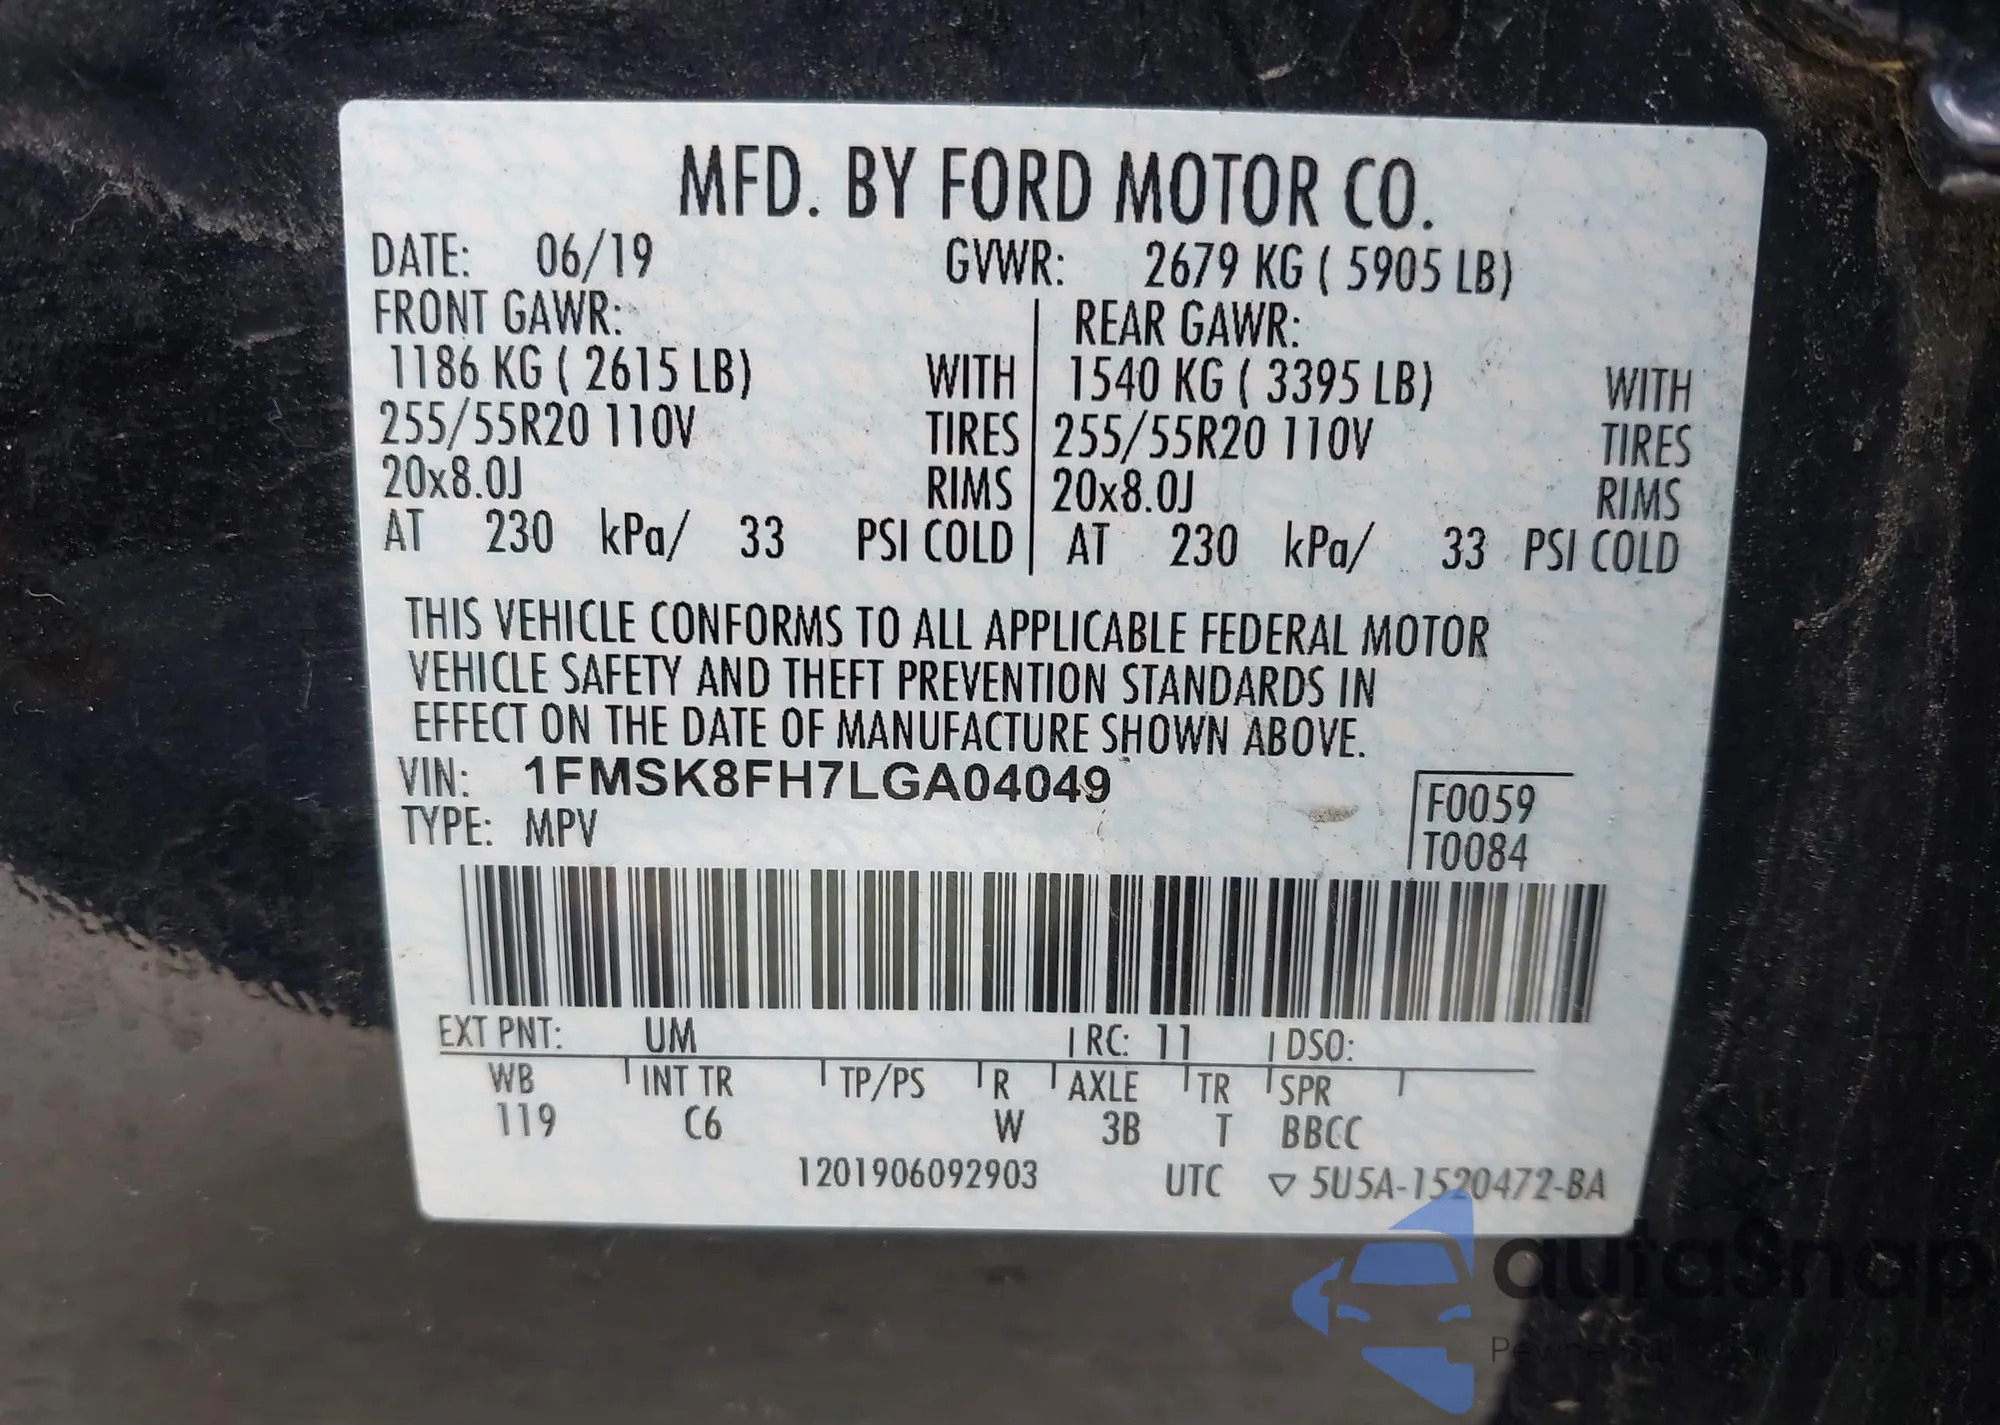 MFD. BY FORD MOTOR CO.
DATE: 06/19 GVWR: 2679 KG ( 5905 LB)
FRONT GAWR: REAR GAWR:
1186 KG ( 2615 LB) WITH 1540 KG ( 3395 LB) WITH
255/55R20 110V TIRES 255/55R20 110V TIRES
20x8.0J RIMS 20x8.0J RIMS
AT 230 kPa/ 33 PSI COLD AT 230 kPa/ 33 PSI COLD
THIS VEHICLE CONFORMS TO ALL APPLICABLE FEDERAL MOTOR
VEHICLE SAFETY AND THEFT PREVENTION STANDARDS IN
EFFECT ON THE DATE OF MANUFACTURE SHOWN ABOVE.
VIN: 1FMSK8FH7LGA04049
F0059
TYPE: MPV
T0084
EXT PNT: UM RC: 11 DSO:
WB INT TR TP/PS R AXLE TR SPR
119 C6 W 3B T BBCC
1201906092903 UTC ▽ 5U5A-1520472-BA
autaSnap